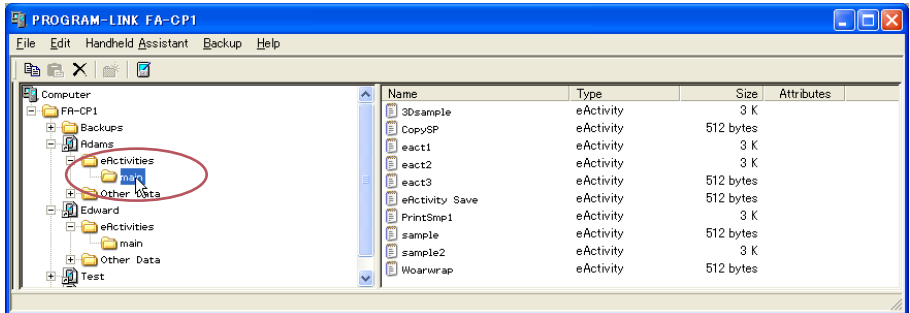 PROGRAM-LINK FA-CP1
File Edit Handheld Assistant Backup Help
Computer
FA-CP1
Backups
Adams
eActivities
main
Other Data
Edward
eActivities
main
Other Data
Test
Name Type Size Attributes
3Dsample eActivity 3 K
CopySP eActivity 512 bytes
eact1 eActivity 3 K
eact2 eActivity 3 K
eact3 eActivity 512 bytes
eActivity Save eActivity 512 bytes
PrintSmp1 eActivity 3 K
sample eActivity 512 bytes
sample2 eActivity 3 K
Woarwrap eActivity 512 bytes